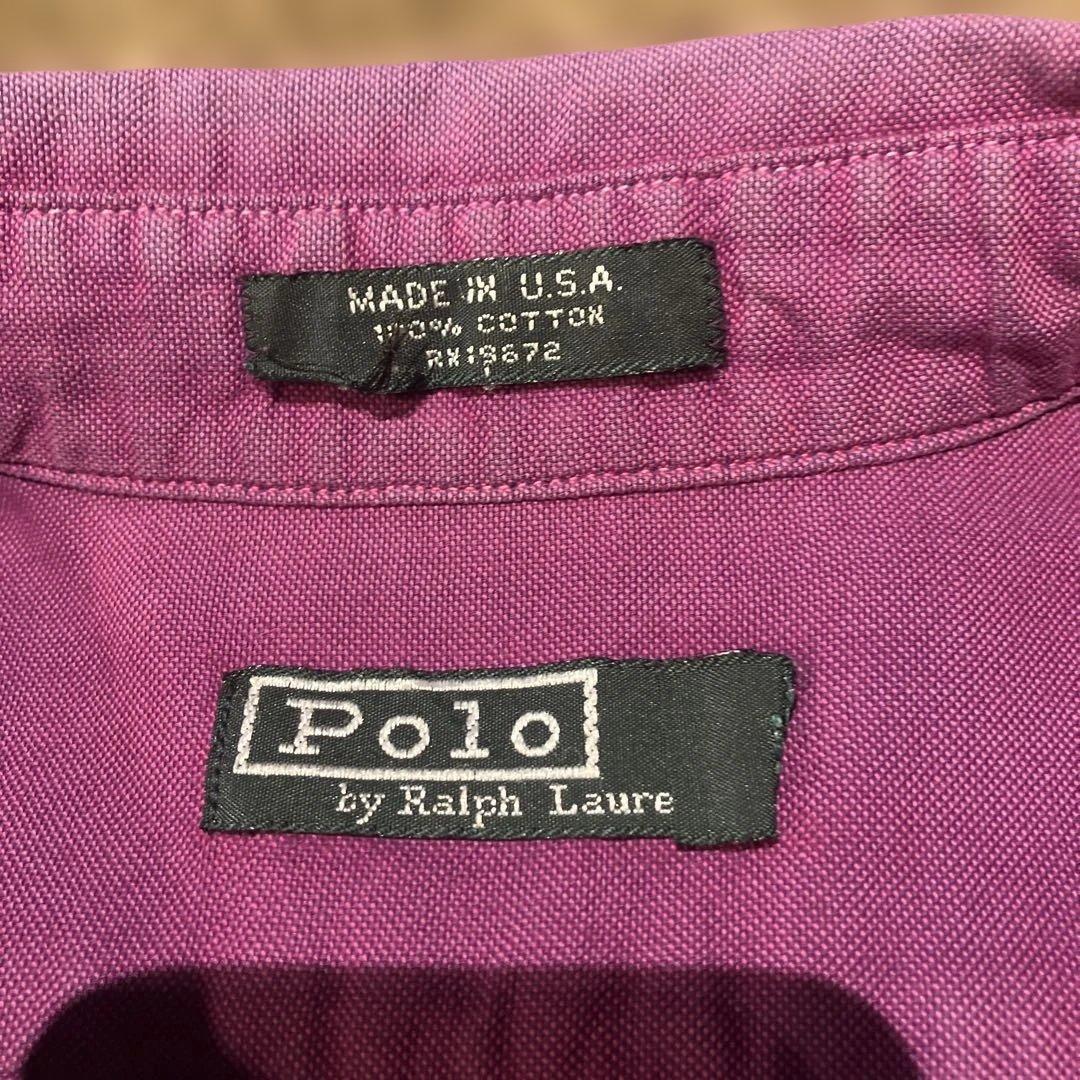 MADE IN U.S.A.
100% COTTON
RN19672
Polo
by Ralph Laure